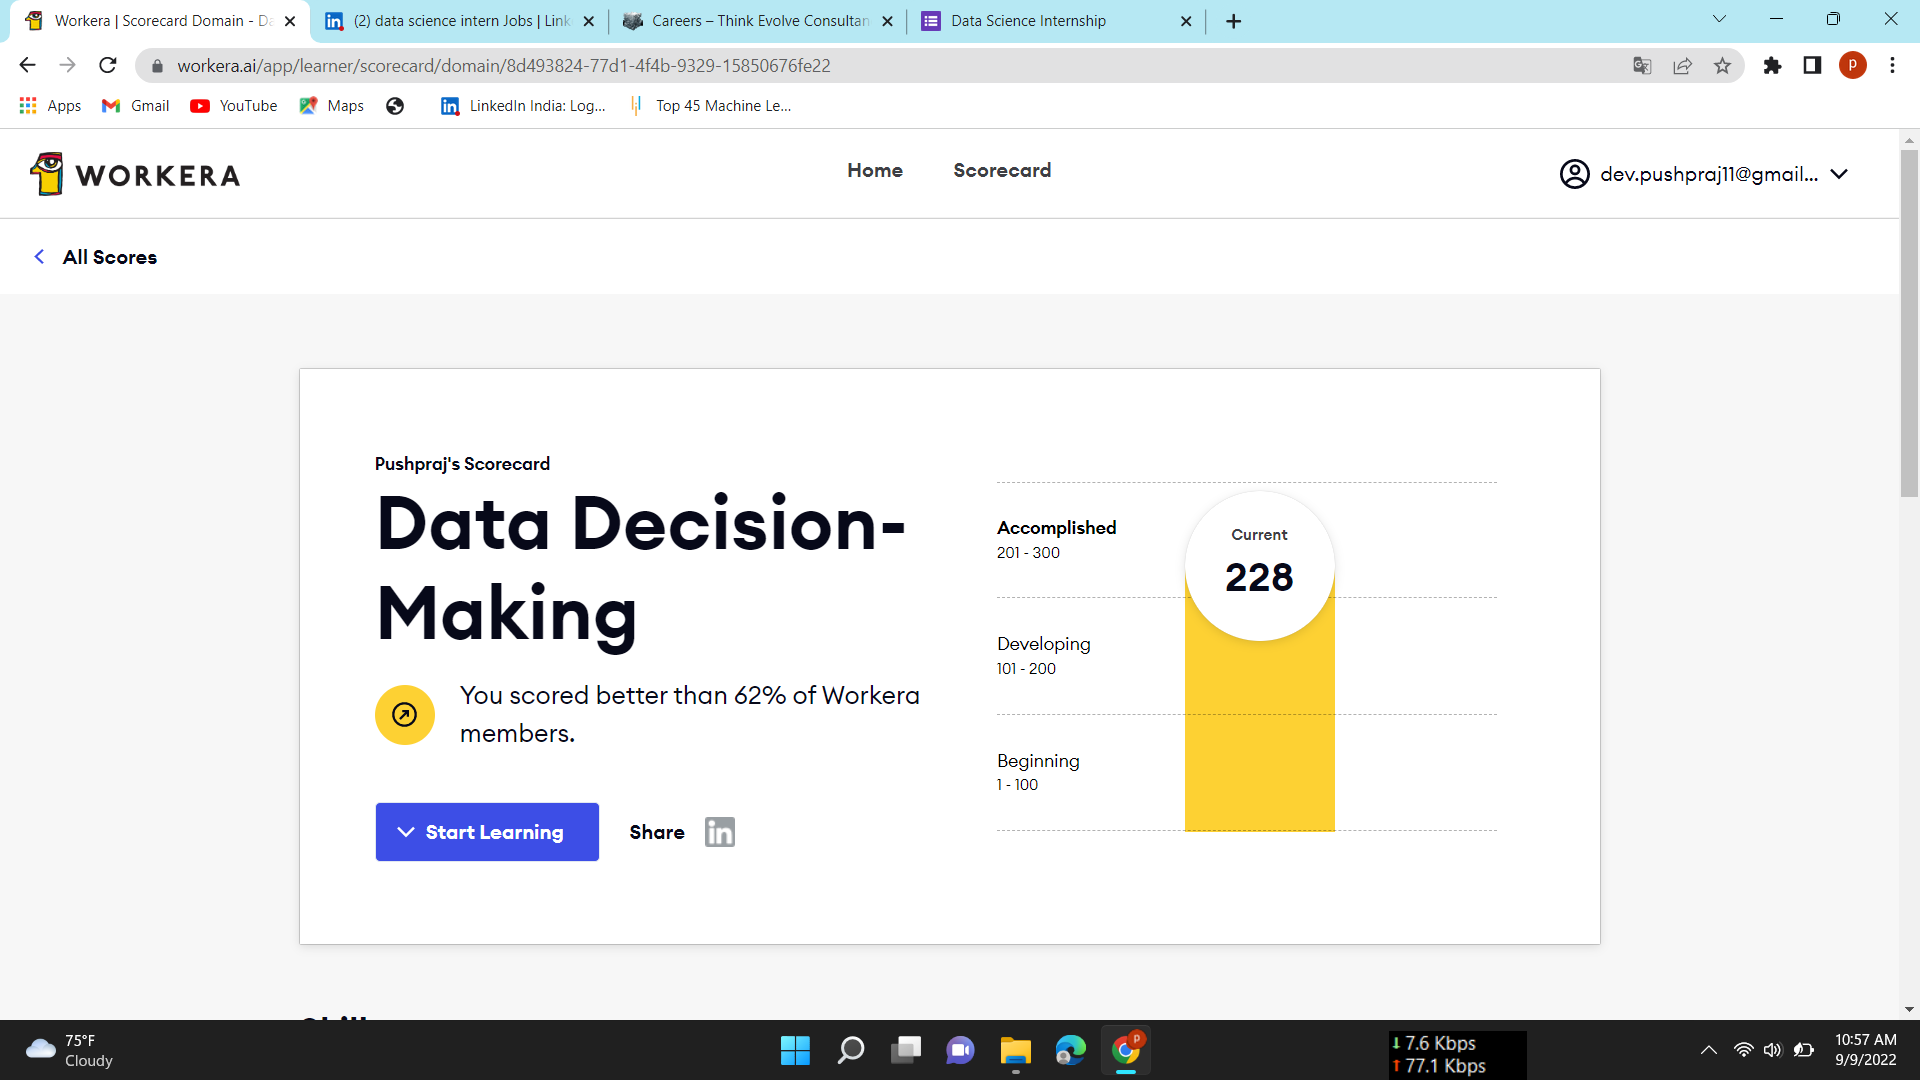 Workera | Scorecard Domain - Da
(2) data science intern Jobs | Link
Careers – Think Evolve Consultan
Data Science Internship
workera.ai/app/learner/scorecard/domain/8d493824-77d1-4f4b-9329-15850676fe22
P
Apps
Gmail
YouTube
Maps
LinkedIn India: Log...
Top 45 Machine Le...
WORKERA
Home
Scorecard
dev.pushpraj11@gmail...
All Scores
Pushpraj's Scorecard
Data Decision-
Making
You scored better than 62% of Workera
members.
Start Learning
Share
in
Accomplished
201 - 300
Developing
101 - 200
Beginning
1 - 100
Current
228
75°F
Cloudy
7.6 Kbps
77.1 Kbps
10:57 AM
9/9/2022